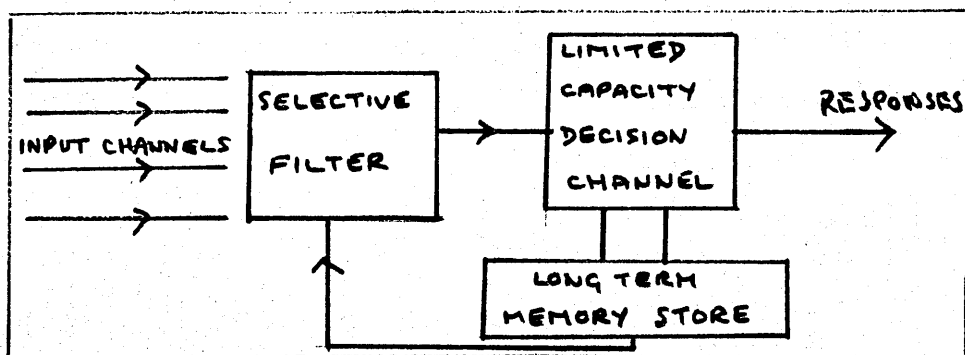 INPUT CHANNELS
SELECTIVE
FILTER
LIMITED
CAPACITY
DECISION
CHANNEL
RESPONSES
LONG TERM
MEMORY STORE